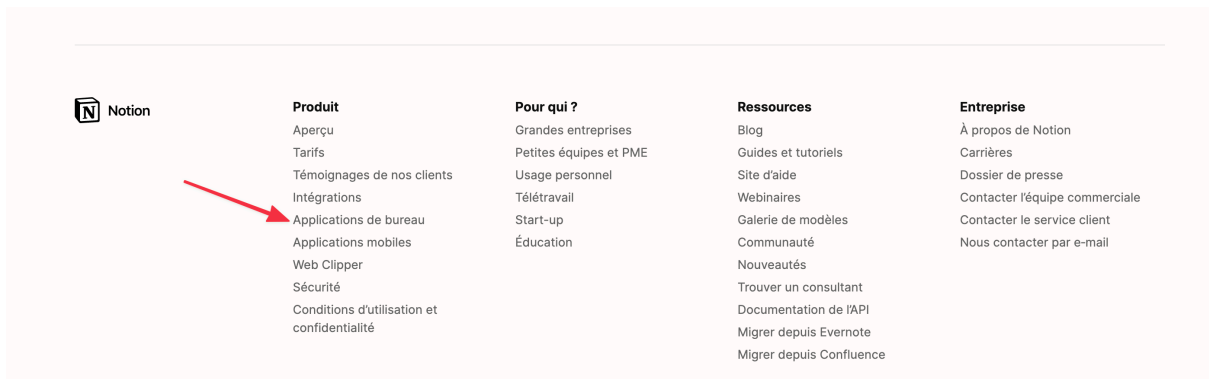 Notion
Produit
Aperçu
Tarifs
Témoignages de nos clients
Intégrations
Applications de bureau
Applications mobiles
Web Clipper
Sécurité
Conditions d’utilisation et
confidentialité
Pour qui ?
Grandes entreprises
Petites équipes et PME
Usage personnel
Télétravail
Start-up
Éducation
Ressources
Blog
Guides et tutoriels
Site d’aide
Webinaires
Galerie de modèles
Communauté
Nouveautés
Trouver un consultant
Documentation de l’API
Migrer depuis Evernote
Migrer depuis Confluence
Entreprise
À propos de Notion
Carrières
Dossier de presse
Contacter l’équipe commerciale
Contacter le service client
Nous contacter par e-mail